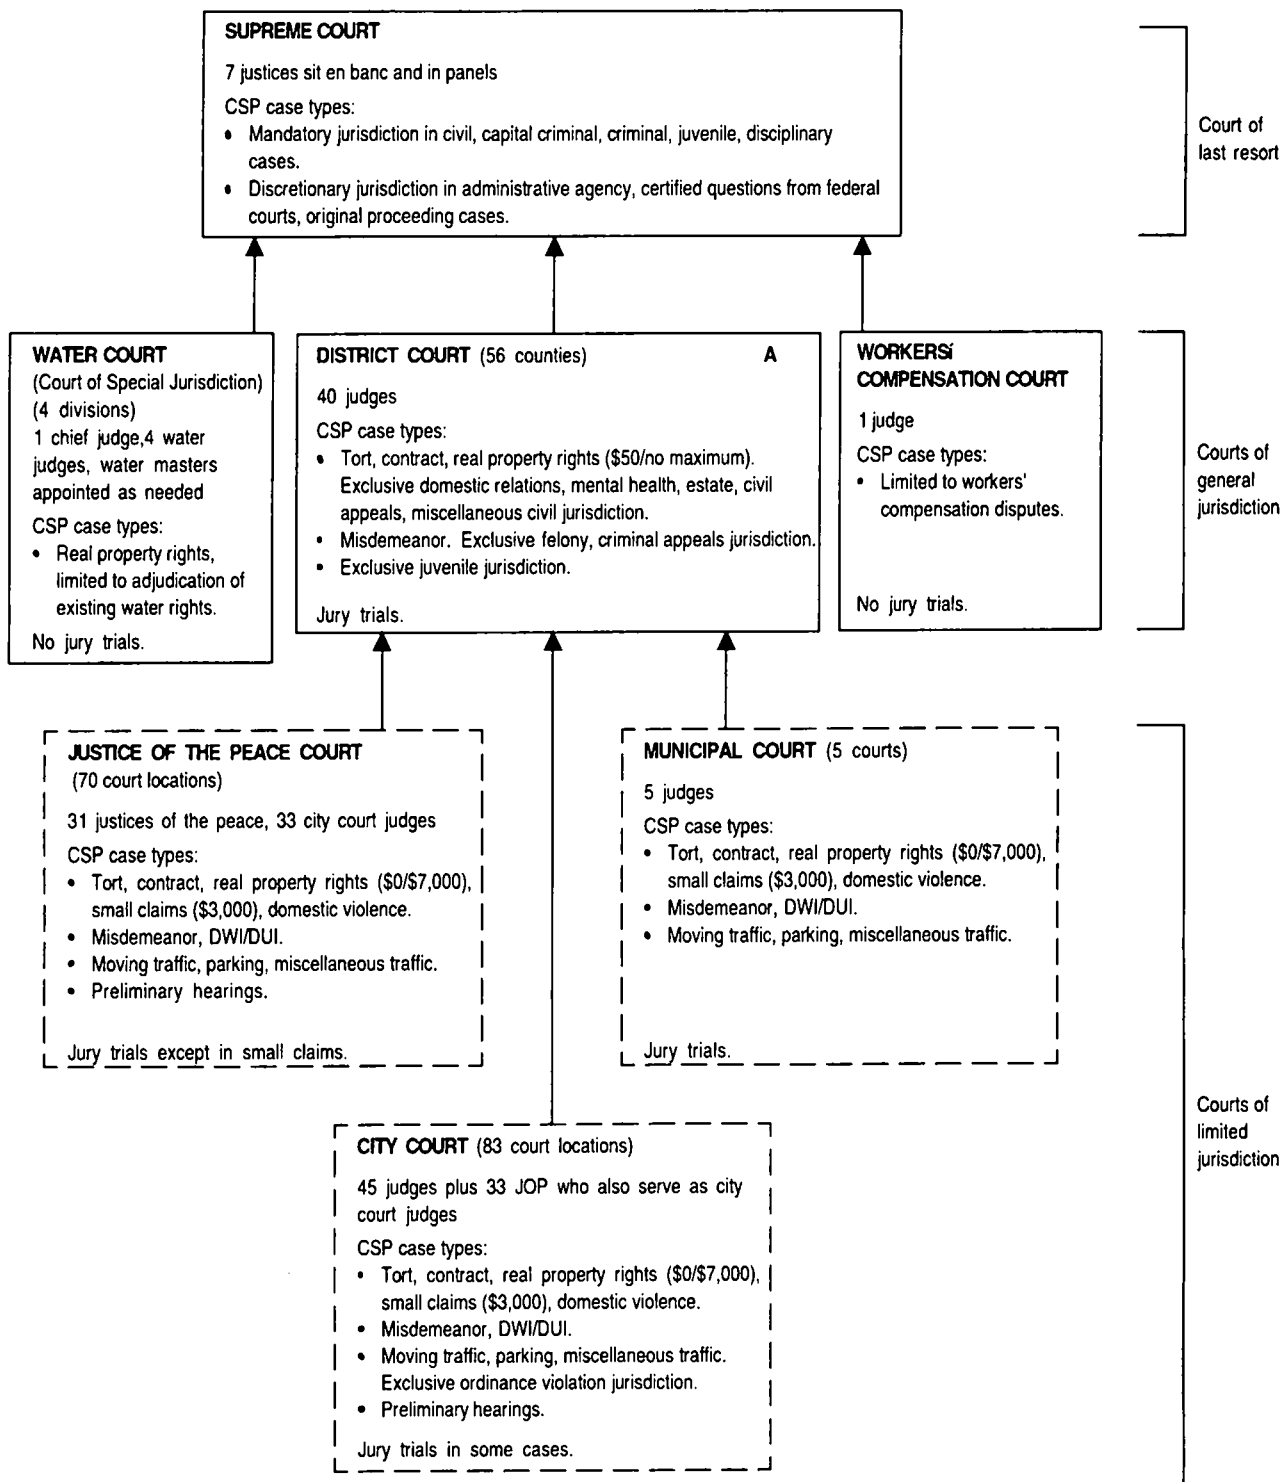 SUPREME COURT
7 justices sit en banc and in panels
CSP case types:
• Mandatory jurisdiction in civil, capital criminal, criminal, juvenile, disciplinary
cases.
• Discretionary jurisdiction in administrative agency, certified questions from federal
courts, original proceeding cases.
Court of
last resort
WATER COURT
(Court of Special Jurisdiction)
(4 divisions)
1 chief judge,4 water
judges, water masters
appointed as needed
CSP case types:
• Real property rights,
limited to adjudication of
existing water rights.
No jury trials.
DISTRICT COURT (56 counties) A
40 judges
CSP case types:
• Tort, contract, real property rights ($50/no maximum).
Exclusive domestic relations, mental health, estate, civil
appeals, miscellaneous civil jurisdiction.
• Misdemeanor. Exclusive felony, criminal appeals jurisdiction.
• Exclusive juvenile jurisdiction.
Jury trials.
WORKERSí
COMPENSATION COURT
1 judge
CSP case types:
• Limited to workers'
compensation disputes.
No jury trials.
Courts of
general
jurisdiction
JUSTICE OF THE PEACE COURT
(70 court locations)
31 justices of the peace, 33 city court judges
CSP case types:
• Tort, contract, real property rights ($0/$7,000),
small claims ($3,000), domestic violence.
• Misdemeanor, DWI/DUI.
• Moving traffic, parking, miscellaneous traffic.
• Preliminary hearings.
Jury trials except in small claims.
MUNICIPAL COURT (5 courts)
5 judges
CSP case types:
• Tort, contract, real property rights ($0/$7,000),
small claims ($3,000), domestic violence.
• Misdemeanor, DWI/DUI.
• Moving traffic, parking, miscellaneous traffic.
Jury trials.
CITY COURT (83 court locations)
45 judges plus 33 JOP who also serve as city
court judges
CSP case types:
• Tort, contract, real property rights ($0/$7,000),
small claims ($3,000), domestic violence.
• Misdemeanor, DWI/DUI.
• Moving traffic, parking, miscellaneous traffic.
Exclusive ordinance violation jurisdiction.
• Preliminary hearings.
Jury trials in some cases.
Courts of
limited
jurisdiction